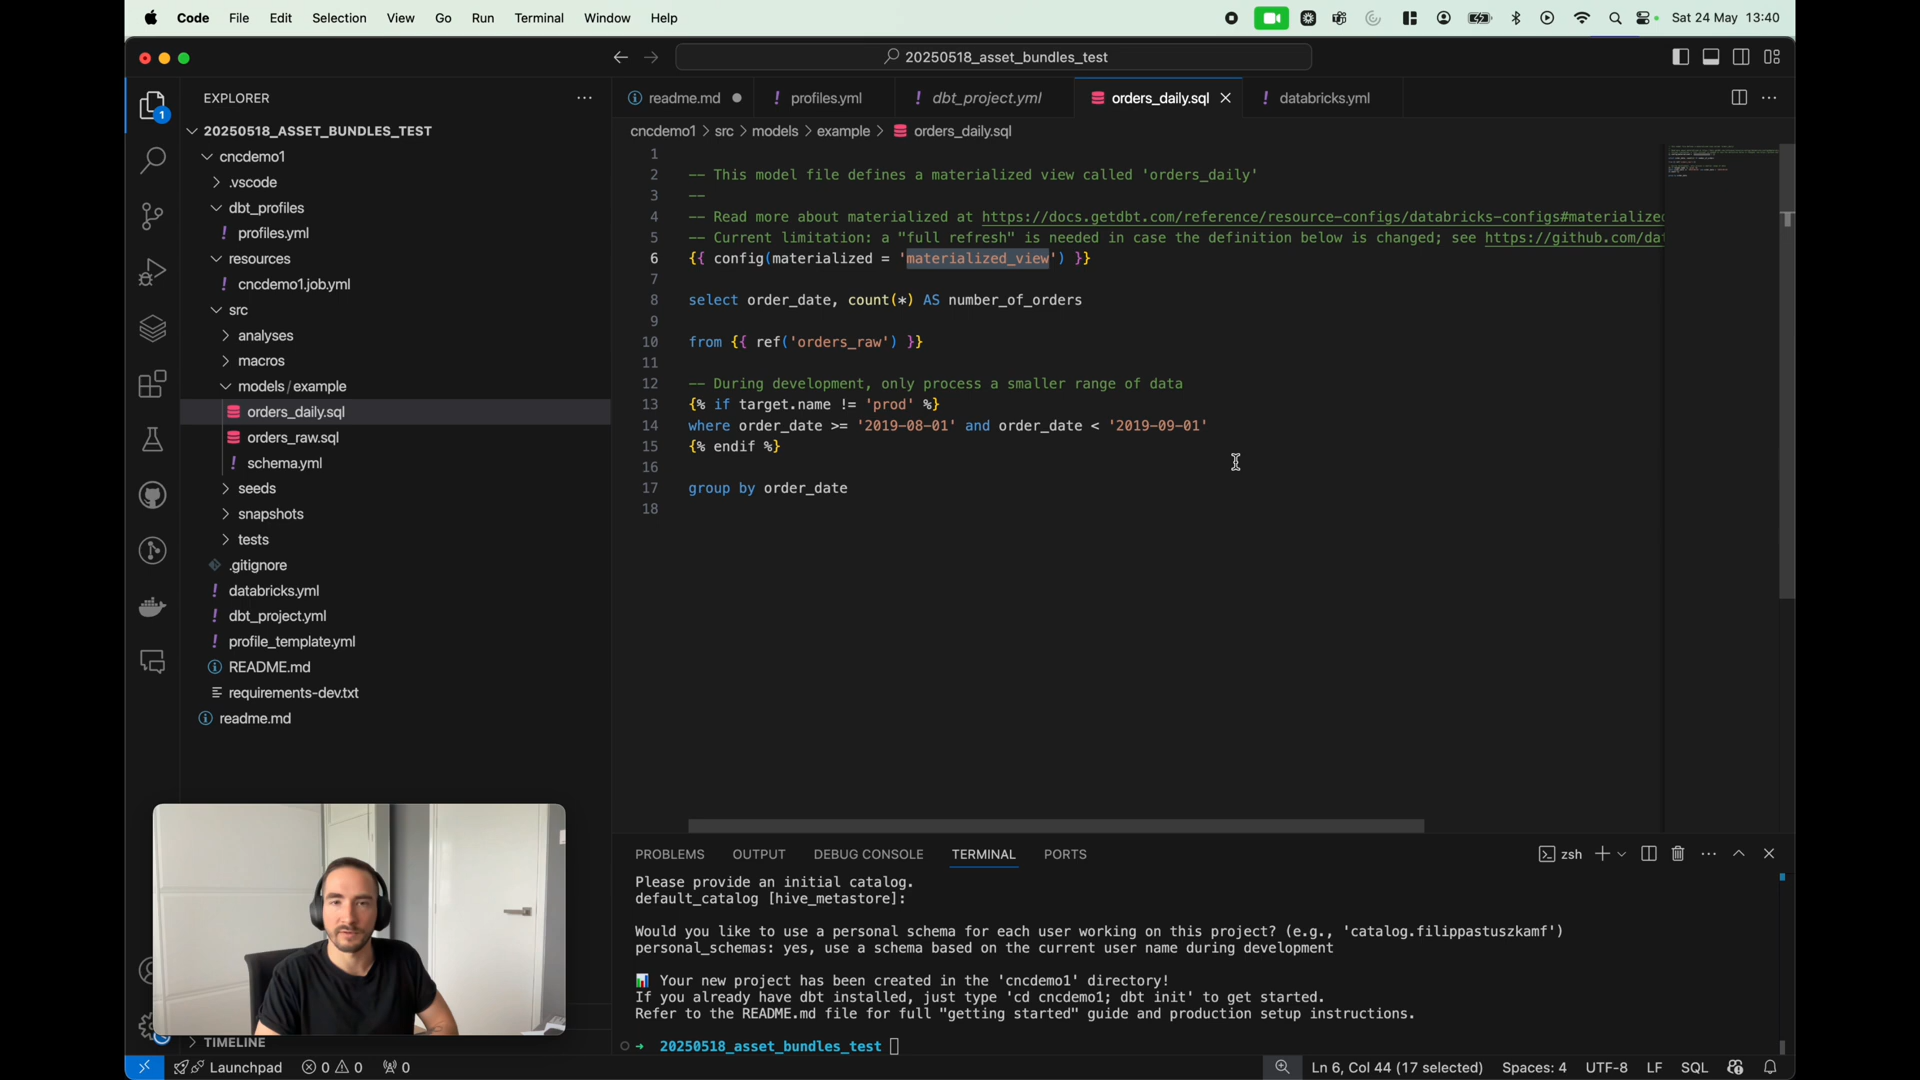 Code File Edit Selection View Go Run Terminal Window Help
Sat 24 May 13:40
20250518_asset_bundles_test
EXPLORER
1
20250518_ASSET_BUNDLES_TEST
cncdemo1
.vscode
dbt_profiles
profiles.yml
resources
cncdemo1.job.yml
src
analyses
macros
models/example
orders_daily.sql
orders_raw.sql
schema.yml
seeds
snapshots
tests
.gitignore
databricks.yml
dbt_project.yml
profile_template.yml
README.md
requirements-dev.txt
readme.md
TIMELINE
readme.md profiles.yml dbt_project.yml orders_daily.sql databricks.yml
cncdemo1 > src > models > example > orders_daily.sql
1
2 -- This model file defines a materialized view called 'orders_daily'
3 --
4 -- Read more about materialized at https://docs.getdbt.com/reference/resource-configs/databricks-configs#materialized
5 -- Current limitation: a "full refresh" is needed in case the definition below is changed; see https://github.com/dat
6 {{ config(materialized = 'materialized_view') }}
7
8 select order_date, count(*) AS number_of_orders
9
10 from {{ ref('orders_raw') }}
11
12 -- During development, only process a smaller range of data
13 {% if target.name != 'prod' %}
14 where order_date >= '2019-08-01' and order_date < '2019-09-01'
15 {% endif %}
16
17 group by order_date
18
PROBLEMS OUTPUT DEBUG CONSOLE TERMINAL PORTS
zsh
Please provide an initial catalog.
default_catalog [hive_metastore]:
Would you like to use a personal schema for each user working on this project? (e.g., 'catalog.filippastuszkamf')
personal_schemas: yes, use a schema based on the current user name during development
Your new project has been created in the 'cncdemo1' directory!
If you already have dbt installed, just type 'cd cncdemo1; dbt init' to get started.
Refer to the README.md file for full "getting started" guide and production setup instructions.
→ 20250518_asset_bundles_test
Launchpad 0 0 0
Ln 6, Col 44 (17 selected) Spaces: 4 UTF-8 LF SQL